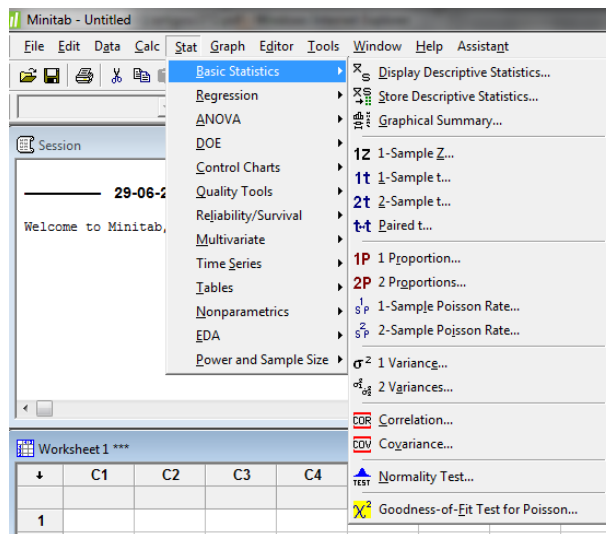 Minitab - Untitled
File Edit Data Calc Stat Graph Editor Tools Window Help Assistant
Basic Statistics
Regression
ANOVA
DOE
Control Charts
Quality Tools
Reliability/Survival
Multivariate
Time Series
Tables
Nonparametrics
EDA
Power and Sample Size
Display Descriptive Statistics...
Store Descriptive Statistics...
Graphical Summary...
1Z 1-Sample Z...
1t 1-Sample t...
2t 2-Sample t...
t-t Paired t...
1P 1 Proportion...
2P 2 Proportions...
1-Sample Poisson Rate...
2-Sample Poisson Rate...
σ² 1 Variance...
2 Variances...
COR Correlation...
COV Covariance...
TEST Normality Test...
χ² Goodness-of-Fit Test for Poisson...
Session
29-06-2
Welcome to Minitab,
Worksheet 1 ***
C1 C2 C3 C4
1